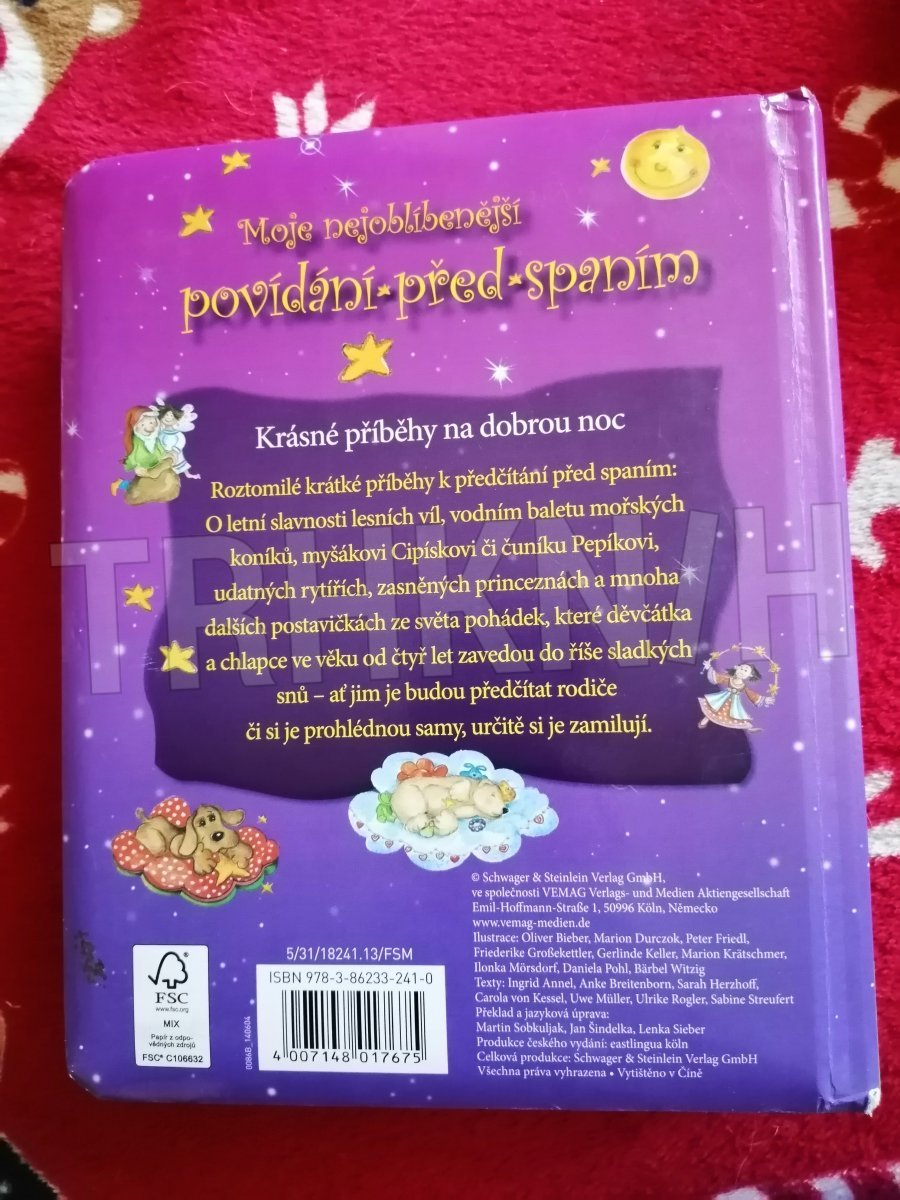 Moje nejoblíbenější
povídání·před·spaním
Krásné příběhy na dobrou noc
Roztomilé krátké příběhy k předčítání před spaním:
O letní slavnosti lesních víl, vodním baletu mořských
koníků, myšákovi Cipískovi či čuníku Pepíkovi,
udatných rytířích, zasněných princeznách a mnoha
dalších postavičkách ze světa pohádek, které děvčátka
a chlapce ve věku od čtyř let zavedou do říše sladkých
snů – ať jim je budou předčítat rodiče
či si je prohlédnou samy, určitě si je zamilují.
TRHKNIH
© Schwager & Steinlein Verlag GmbH,
ve společnosti VEMAG Verlags- und Medien Aktiengesellschaft
Emil-Hoffmann-Straße 1, 50996 Köln, Německo
www.vemag-medien.de
Ilustrace: Oliver Bieber, Marion Durczok, Peter Friedl,
Friederike Großekettler, Gerlinde Keller, Marion Krätschmer,
Ilonka Mörsdorf, Daniela Pohl, Bärbel Witzig
Texty: Ingrid Annel, Anke Breitenborn, Sarah Herzhoff,
Carola von Kessel, Uwe Müller, Ulrike Rogler, Sabine Streufert
Překlad a jazyková úprava:
Martin Sobkuljak, Jan Šindelka, Lenka Sieber
Produkce českého vydání: eastlingua köln
Celková produkce: Schwager & Steinlein Verlag GmbH
Všechna práva vyhrazena • Vytištěno v Číně
5/31/18241.13/FSM
ISBN 978-3-86233-241-0
4 007148 017675
0086B_140604
FSC
www.fsc.org
MIX
Papír z odpo-
vědných zdrojů
FSC® C106632